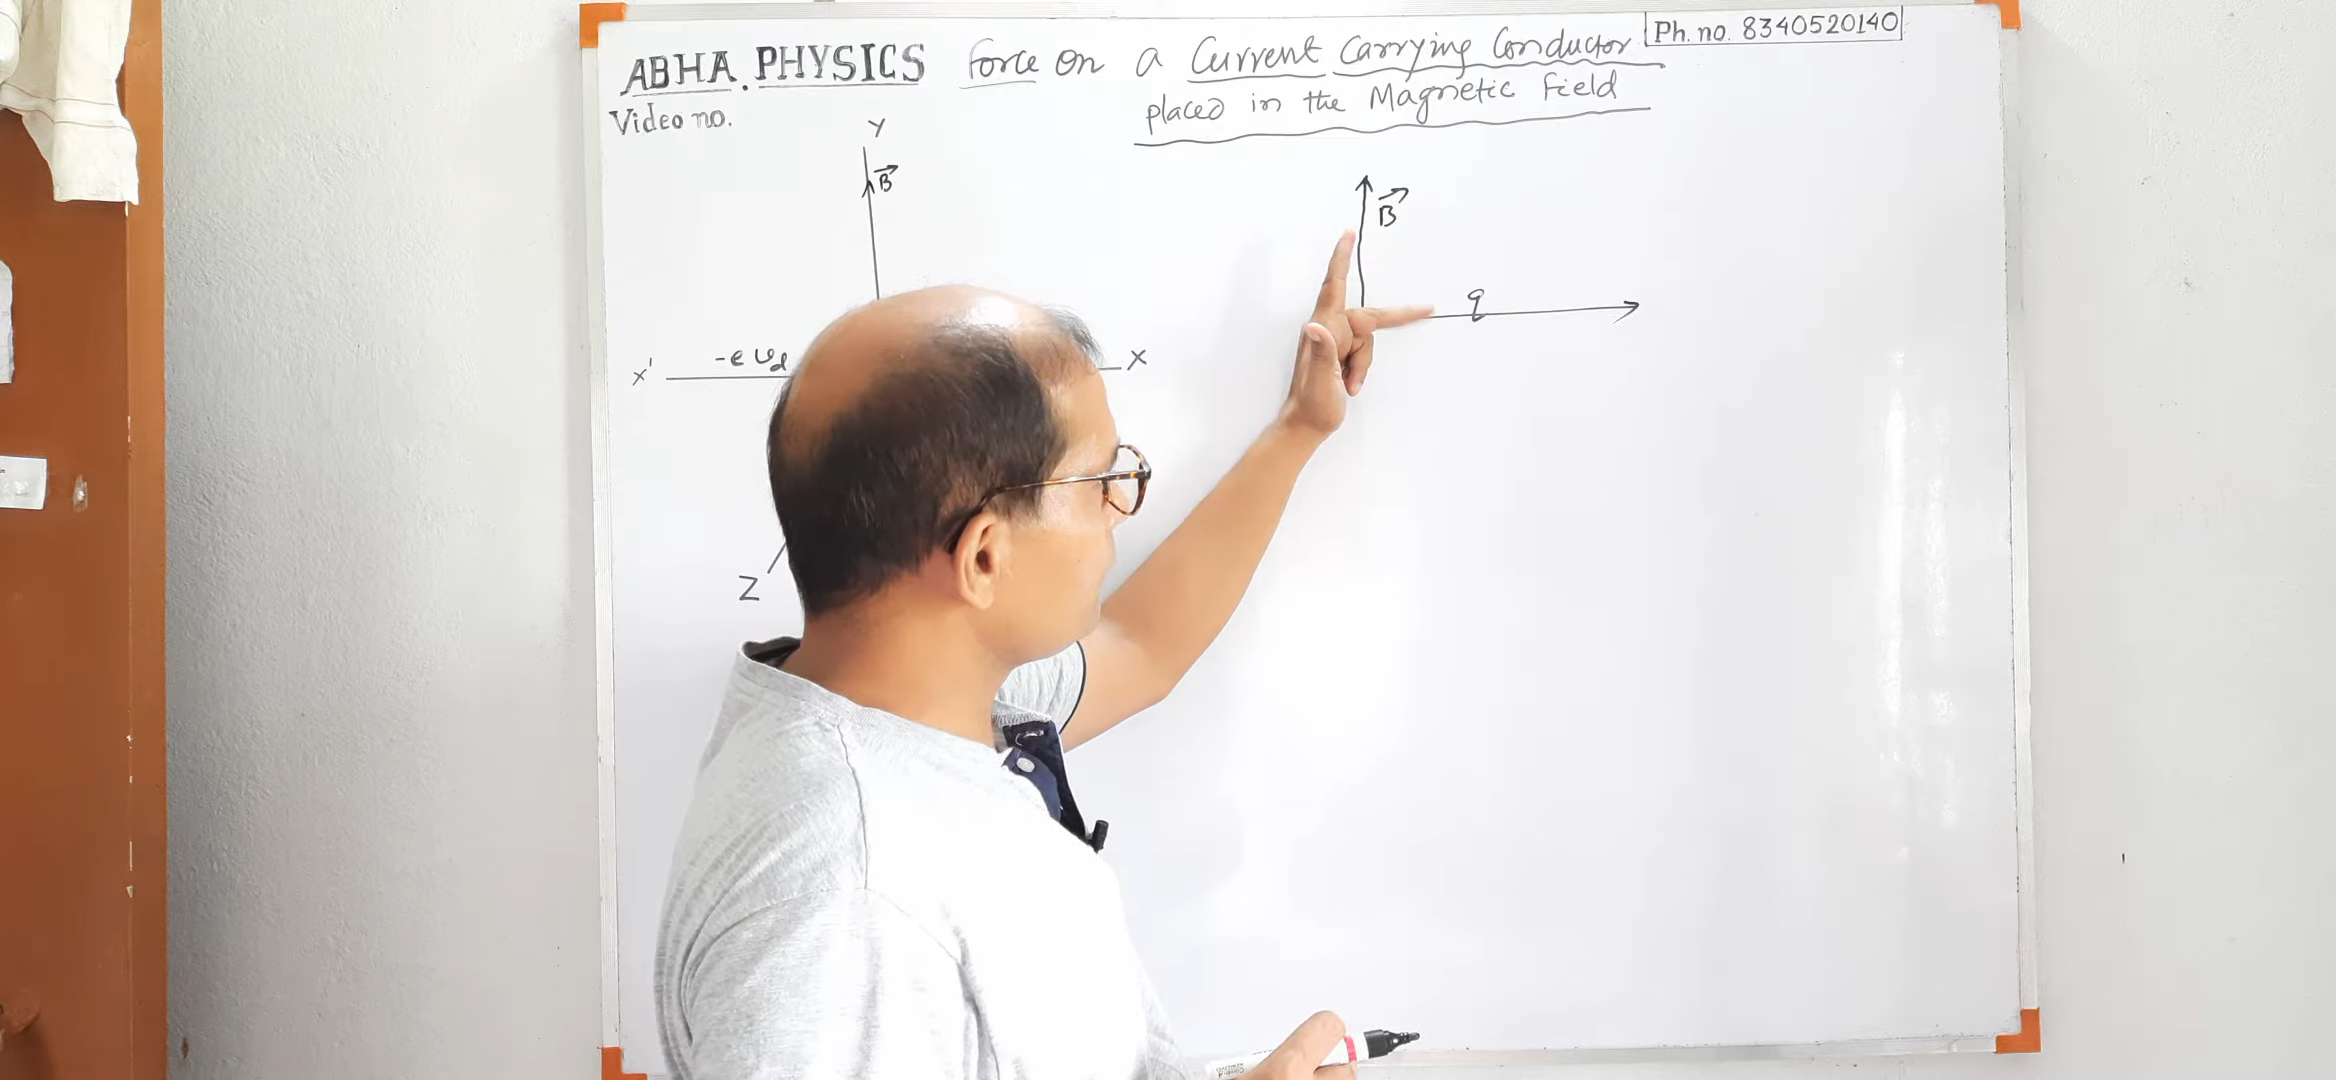 ABHA. PHYSICS Force on a Current Carrying Conductor
placed in the Magnetic Field
Ph. no. 8340520140
Video no.
Y
B
X' -e vd X
Z
B
q